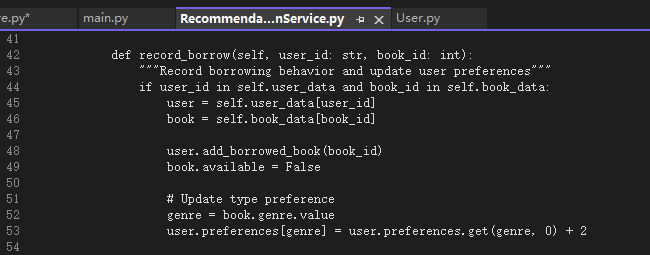 re.py*
main.py
Recommenda...nService.py
User.py
41
42 def record_borrow(self, user_id: str, book_id: int):
43 """Record borrowing behavior and update user preferences"""
44 if user_id in self.user_data and book_id in self.book_data:
45 user = self.user_data[user_id]
46 book = self.book_data[book_id]
47
48 user.add_borrowed_book(book_id)
49 book.available = False
50
51 # Update type preference
52 genre = book.genre.value
53 user.preferences[genre] = user.preferences.get(genre, 0) + 2
54